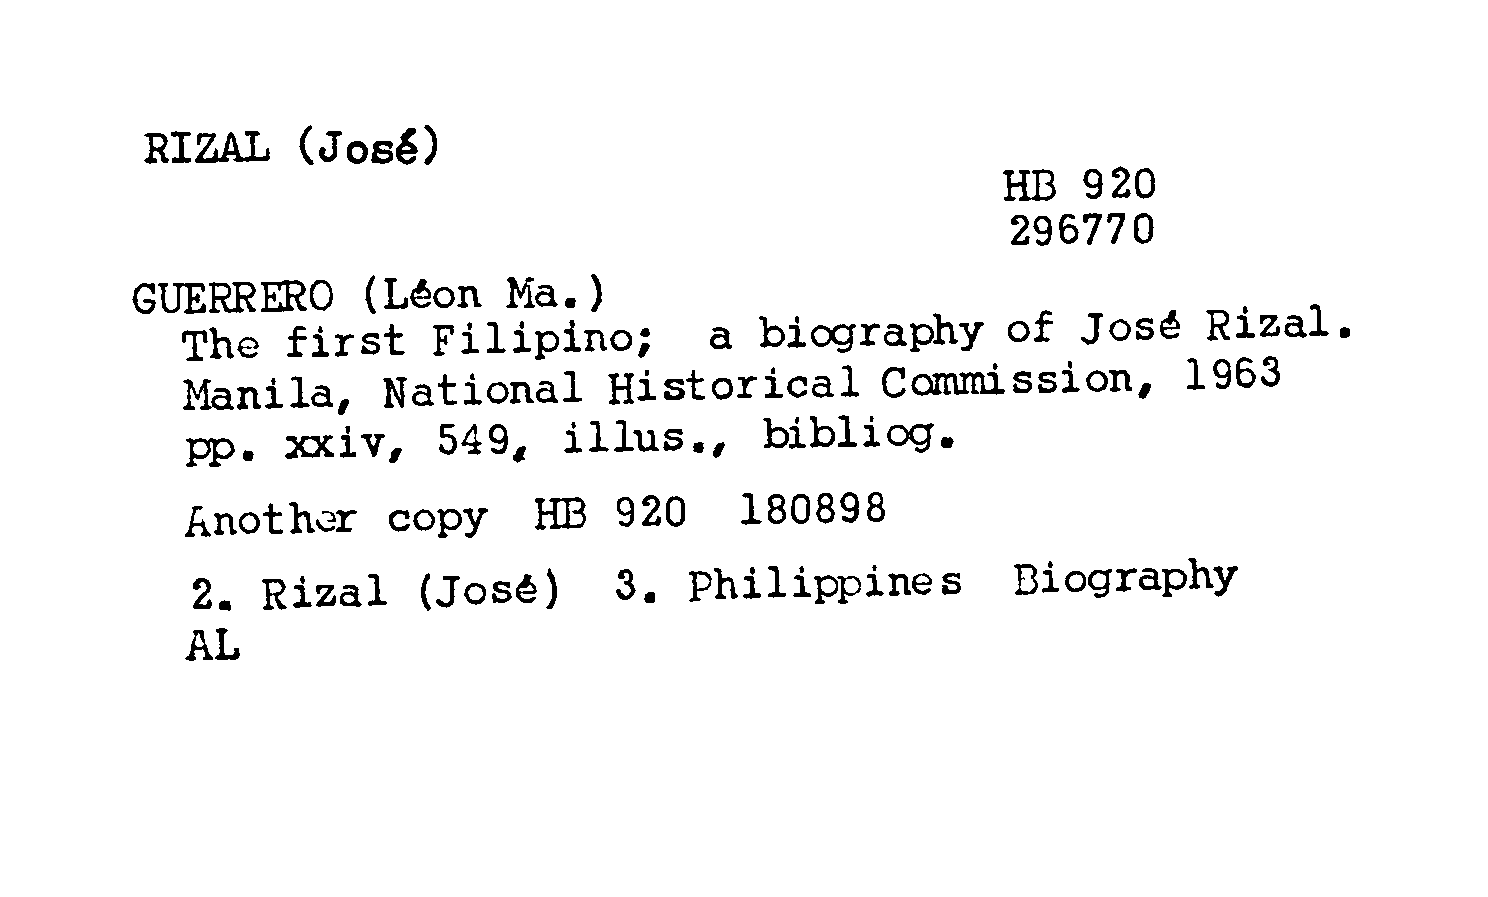 RIZAL (José)
HB 920
296770
GUERRERO (Léon Ma.)
The first Filipino; a biography of José Rizal.
Manila, National Historical Commission, 1963
pp. xxiv, 549, illus., bibliog.
Another copy HB 920 180898
2. Rizal (José) 3. Philippines Biography
AL